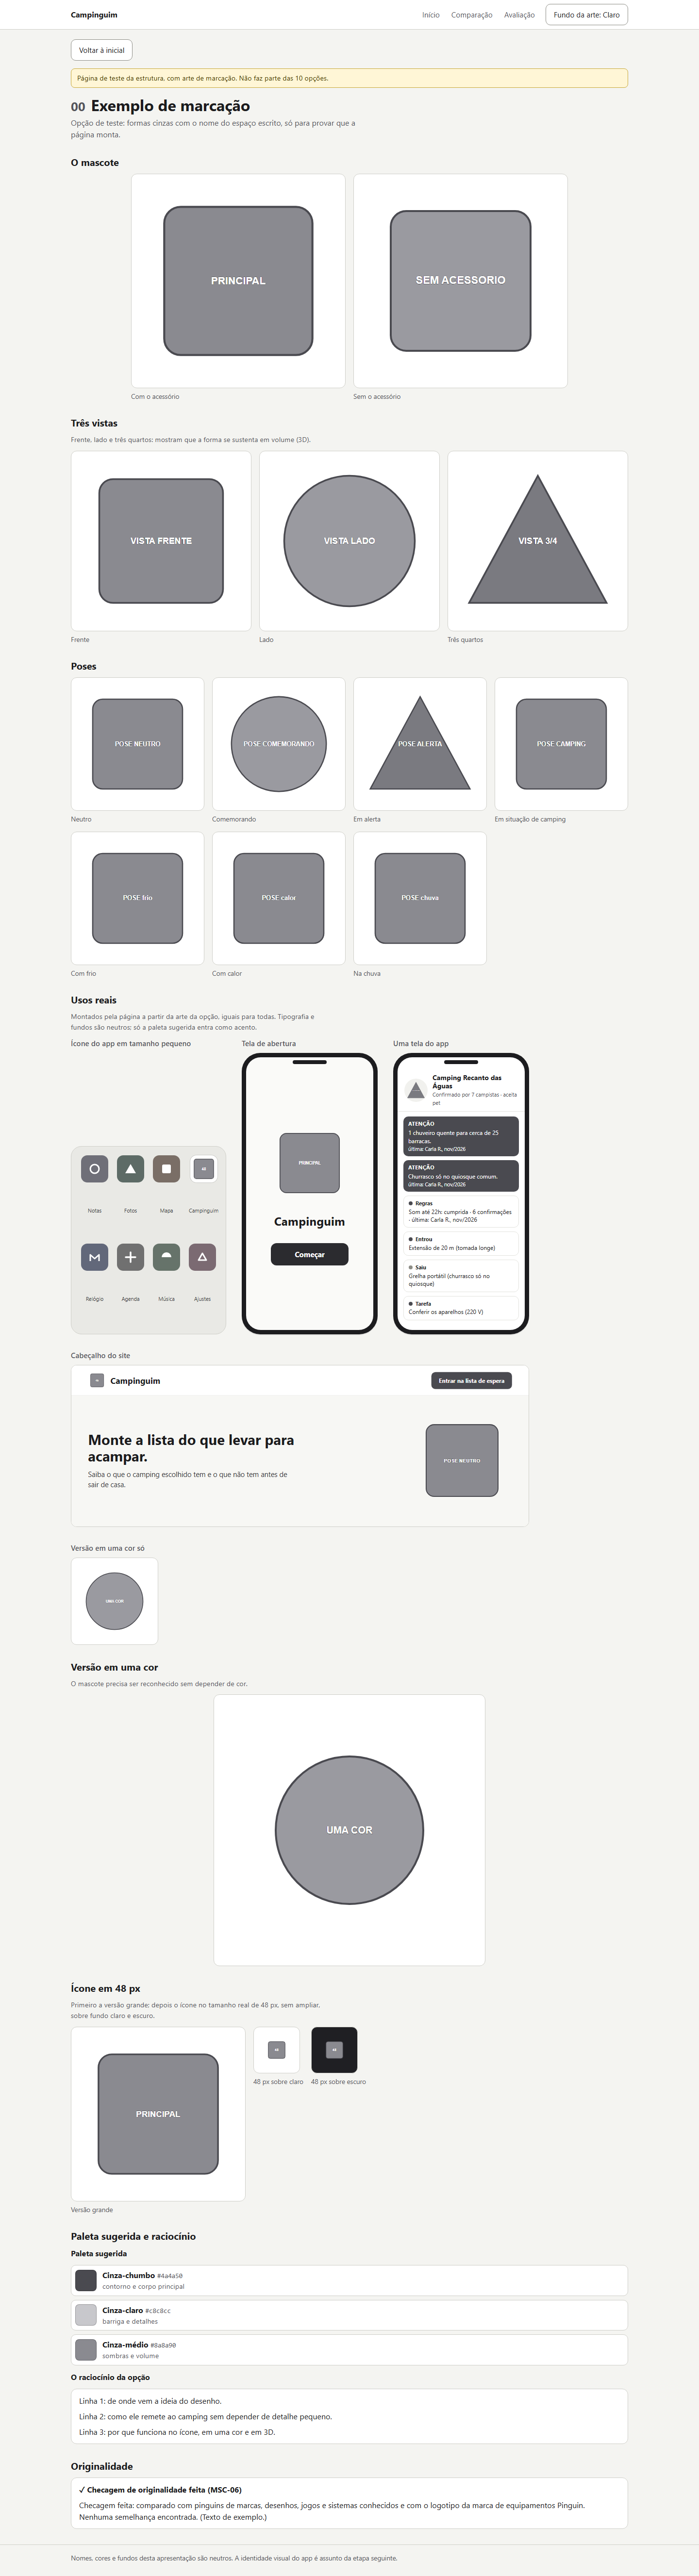 Campinguim
Início
Comparação
Avaliação
Fundo da arte: Claro
Voltar à inicial
Página de teste da estrutura, com arte de marcação. Não faz parte das 10 opções.
00 Exemplo de marcação
Opção de teste: formas cinzas com o nome do espaço escrito, só para provar que a
página monta.
O mascote
PRINCIPAL
SEM ACESSORIO
Com o acessório
Sem o acessório
Três vistas
Frente, lado e três quartos: mostram que a forma se sustenta em volume (3D).
VISTA FRENTE
VISTA LADO
VISTA 3/4
Frente
Lado
Três quartos
Poses
POSE NEUTRO
POSE COMEMORANDO
POSE ALERTA
POSE CAMPING
Neutro
Comemorando
Em alerta
Em situação de camping
POSE frio
POSE calor
POSE chuva
Com frio
Com calor
Na chuva
Usos reais
Montados pela página a partir da arte da opção, iguais para todas. Tipografia e
fundos são neutros; só a paleta sugerida entra como acento.
Ícone do app em tamanho pequeno
Notas
Fotos
Mapa
Campinguim
Relógio
Agenda
Música
Ajustes
Tela de abertura
PRINCIPAL
Campinguim
Começar
Uma tela do app
Camping Recanto das
Águas
Confirmado por 7 campistas · aceita
pet
ATENÇÃO
1 chuveiro quente para cerca de 25
barracas.
última: Carla R., nov/2026
ATENÇÃO
Churrasco só no quiosque comum.
última: Carla R., nov/2026
Regras
Som até 22h: cumprida · 6 confirmações
· última: Carla R., nov/2026
Entrou
Extensão de 20 m (tomada longe)
Saiu
Grelha portátil (churrasco só no
quiosque)
Tarefa
Conferir os aparelhos (220 V)
Cabeçalho do site
Campinguim
Entrar na lista de espera
Monte a lista do que levar para
acampar.
Saiba o que o camping escolhido tem e o que não tem antes de
sair de casa.
POSE NEUTRO
Versão em uma cor só
UMA COR
Versão em uma cor
O mascote precisa ser reconhecido sem depender de cor.
UMA COR
Ícone em 48 px
Primeiro a versão grande; depois o ícone no tamanho real de 48 px, sem ampliar,
sobre fundo claro e escuro.
PRINCIPAL
48 px sobre claro
48 px sobre escuro
Versão grande
Paleta sugerida e raciocínio
Paleta sugerida
Cinza-chumbo #4a4a50
contorno e corpo principal
Cinza-claro #c8c8cc
barriga e detalhes
Cinza-médio #8a8a90
sombras e volume
O raciocínio da opção
Linha 1: de onde vem a ideia do desenho.
Linha 2: como ele remete ao camping sem depender de detalhe pequeno.
Linha 3: por que funciona no ícone, em uma cor e em 3D.
Originalidade
✓ Checagem de originalidade feita (MSC-06)
Checagem feita: comparado com pinguins de marcas, desenhos, jogos e sistemas conhecidos e com o logotipo da marca de equipamentos Pinguin.
Nenhuma semelhança encontrada. (Texto de exemplo.)
Nomes, cores e fundos desta apresentação são neutros. A identidade visual do app é assunto da etapa seguinte.